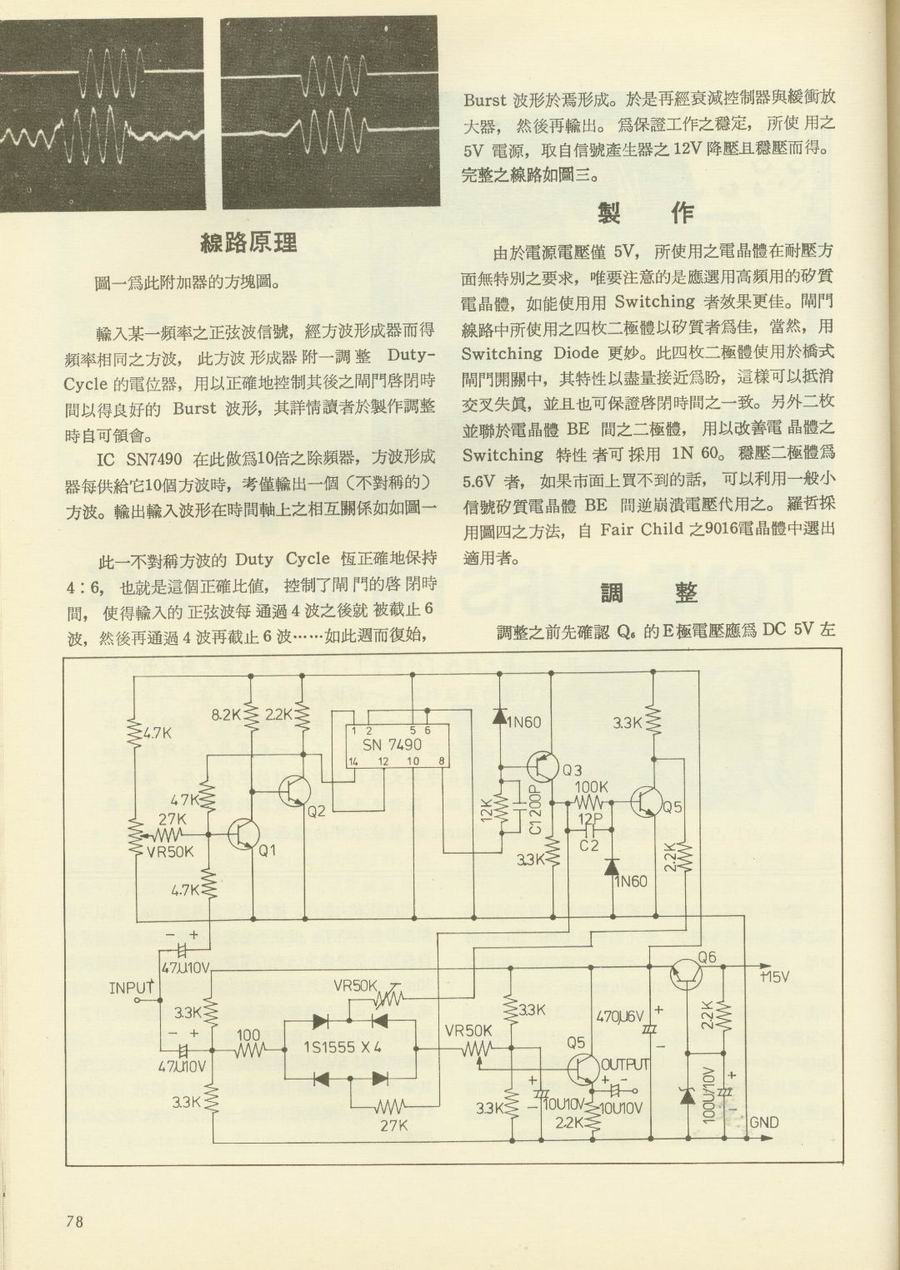 線路原理
圖一爲此附加器的方塊圖。
輸入某一頻率之正弦波信號，經方波形成器而得
頻率相同之方波， 此方波 形成器 附一調 整 Duty-
Cycle 的電位器，用以正確地控制其後之閘門啓閉時
間以得良好的 Burst 波形，其詳情讀者於製作調整
時自可領會。
IC SN7490 在此做爲10倍之除頻器，方波形成
器每供給它10個方波時，考僅輸出一個（不對稱的）
方波。輸出輸入波形在時間軸上之相互關係如如圖一
此一不對稱方波的 Duty Cycle 恆正確地保持
4：6， 也就是這個正確比値， 控制了閘 門的啓 閉時
間， 使得輸入的 正弦波每 通過 4 波之後就 被截止 6
波，然後再通過 4 波再截止 6 波……如此週而復始，
Burst 波形於焉形成。於是再經衰減控制器與緩衝放
大器， 然後再輸出。 爲保證工作之穩定， 所使 用之
5V 電源，取自信號產生器之 12V 降壓且穩壓而得。
完整之線路如圖三。
製 作
由於電源電壓僅 5V， 所使用之電晶體在耐壓方
面無特別之要求，唯要注意的是應選用高頻用的矽質
電晶體，如能使用用 Switching 者效果更佳。閘門
線路中所使用之四枚二極體以矽質者爲佳，當然，用
Switching Diode 更妙。此四枚二極體使用於橋式
閘門開關中，其特性以盡量接近爲盼，這樣可以抵消
交叉失眞，並且也可保證啓閉時間之一致。另外二枚
並聯於電晶體 BE 間之二極體， 用以改善電 晶體之
Switching 特性 者可 採用 1N 60。 穩壓二極體爲
5.6V 者， 如果市面上買不到的話， 可以利用一般小
信號矽質電晶體 BE 間逆崩潰電壓代用之。 羅哲採
用圖四之方法，自 Fair Child 之9016電晶體中選出
適用者。
調 整
調整之前先確認 Q₆ 的E極電壓應爲 DC 5V 左
4.7K
8.2K
2.2K
1 2 5 6
SN 7490
14 12 10 8
1N60
3.3K
Q3
47K
Q2
27K
VR50K
Q1
12K
C1 200P
100K
12P
C2
Q5
3.3K
2.2K
1N60
4.7K
- +
47U10V
INPUT
Q6
+15V
VR50K
3.3K
3.3K
470U6V
+
-
2.2K
100
1S1555 X 4
VR50K
- +
47U10V
Q5
OUTPUT
+ -
10U10V
+
10U10V
3.3K
27K
3.3K
2.2K
100U/10V
+
-
GND
78